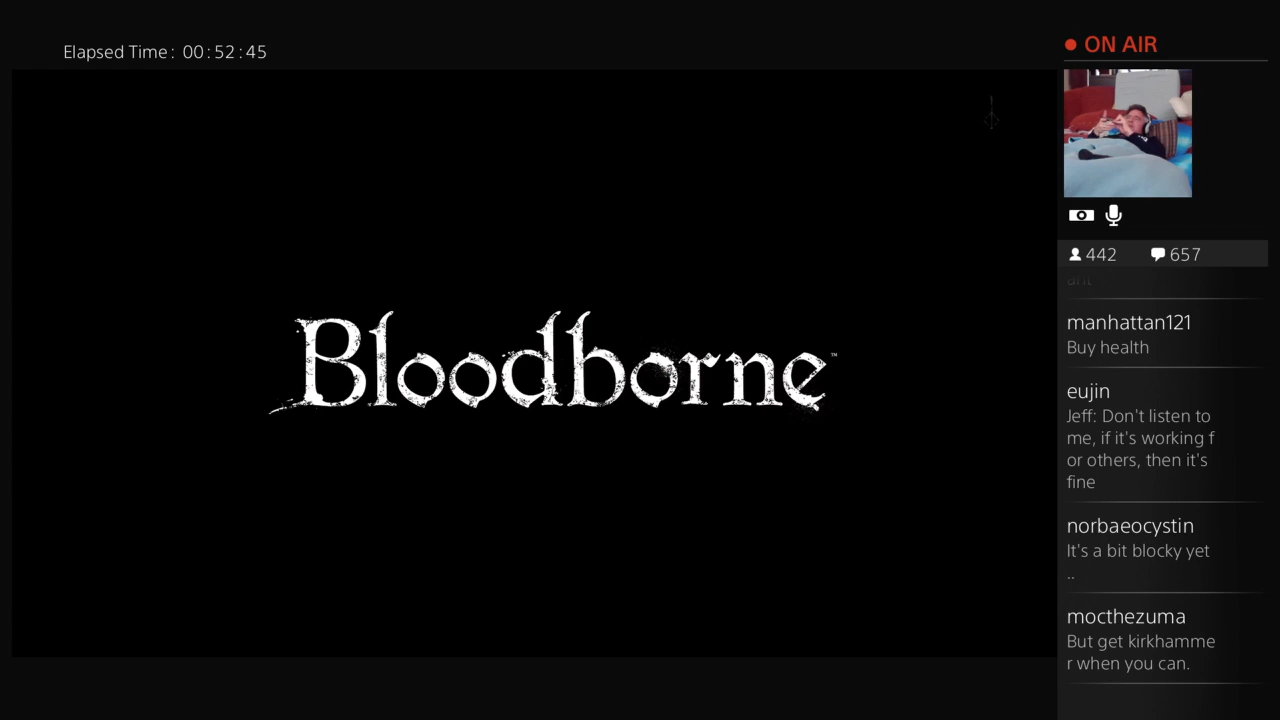 Elapsed Time: 00:52:45
ON AIR
Bloodborne™
442 657
manhattan121
Buy health
eujin
Jeff: Don't listen to
me, if it's working f
or others, then it's
fine
norbaeocystin
It's a bit blocky yet
..
mocthezuma
But get kirkhamme
r when you can.